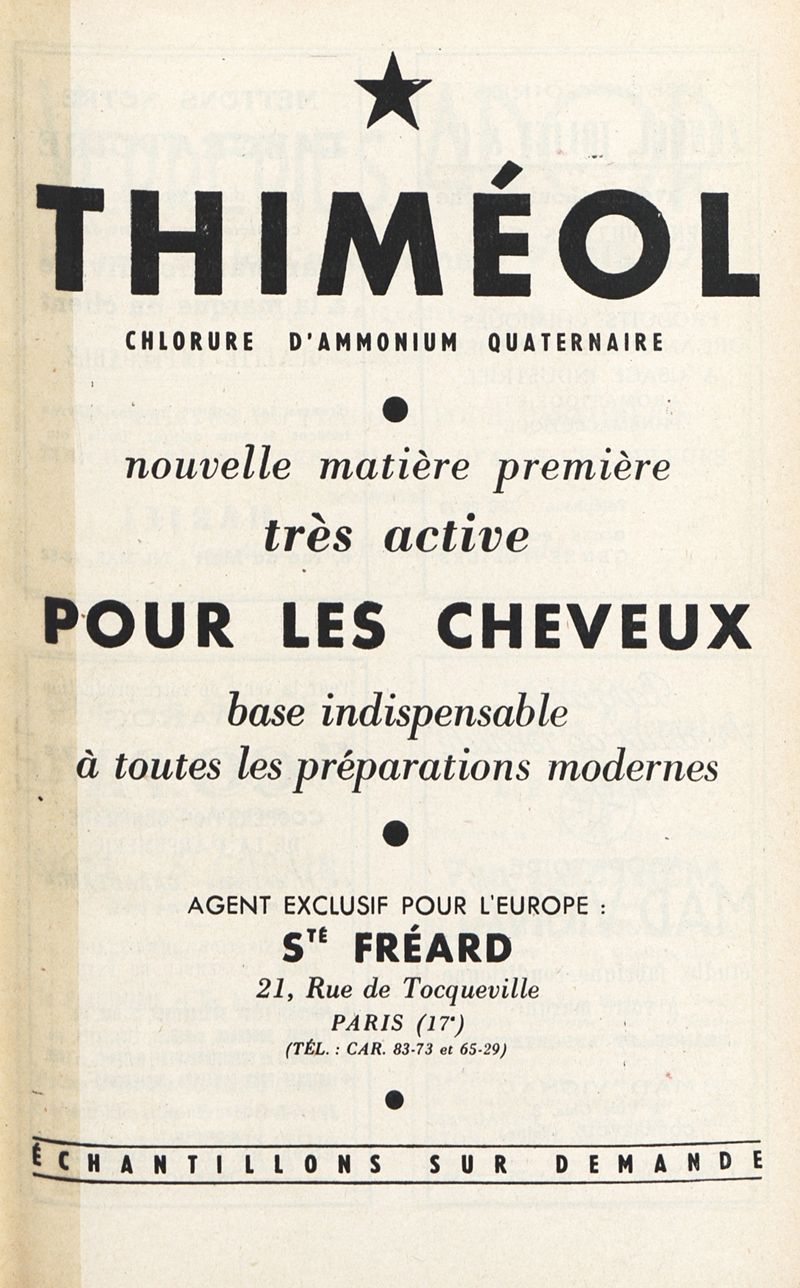 THIMÉOL
CHLORURE D'AMMONIUM QUATERNAIRE
nouvelle matière première
très active
POUR LES CHEVEUX
base indispensable
à toutes les préparations modernes
AGENT EXCLUSIF POUR L'EUROPE :
STÉ FRÉARD
21, Rue de Tocqueville
PARIS (17e)
(TÉL. : CAR. 83-73 et 65-29)
ÉCHANTILLONS SUR DEMANDE